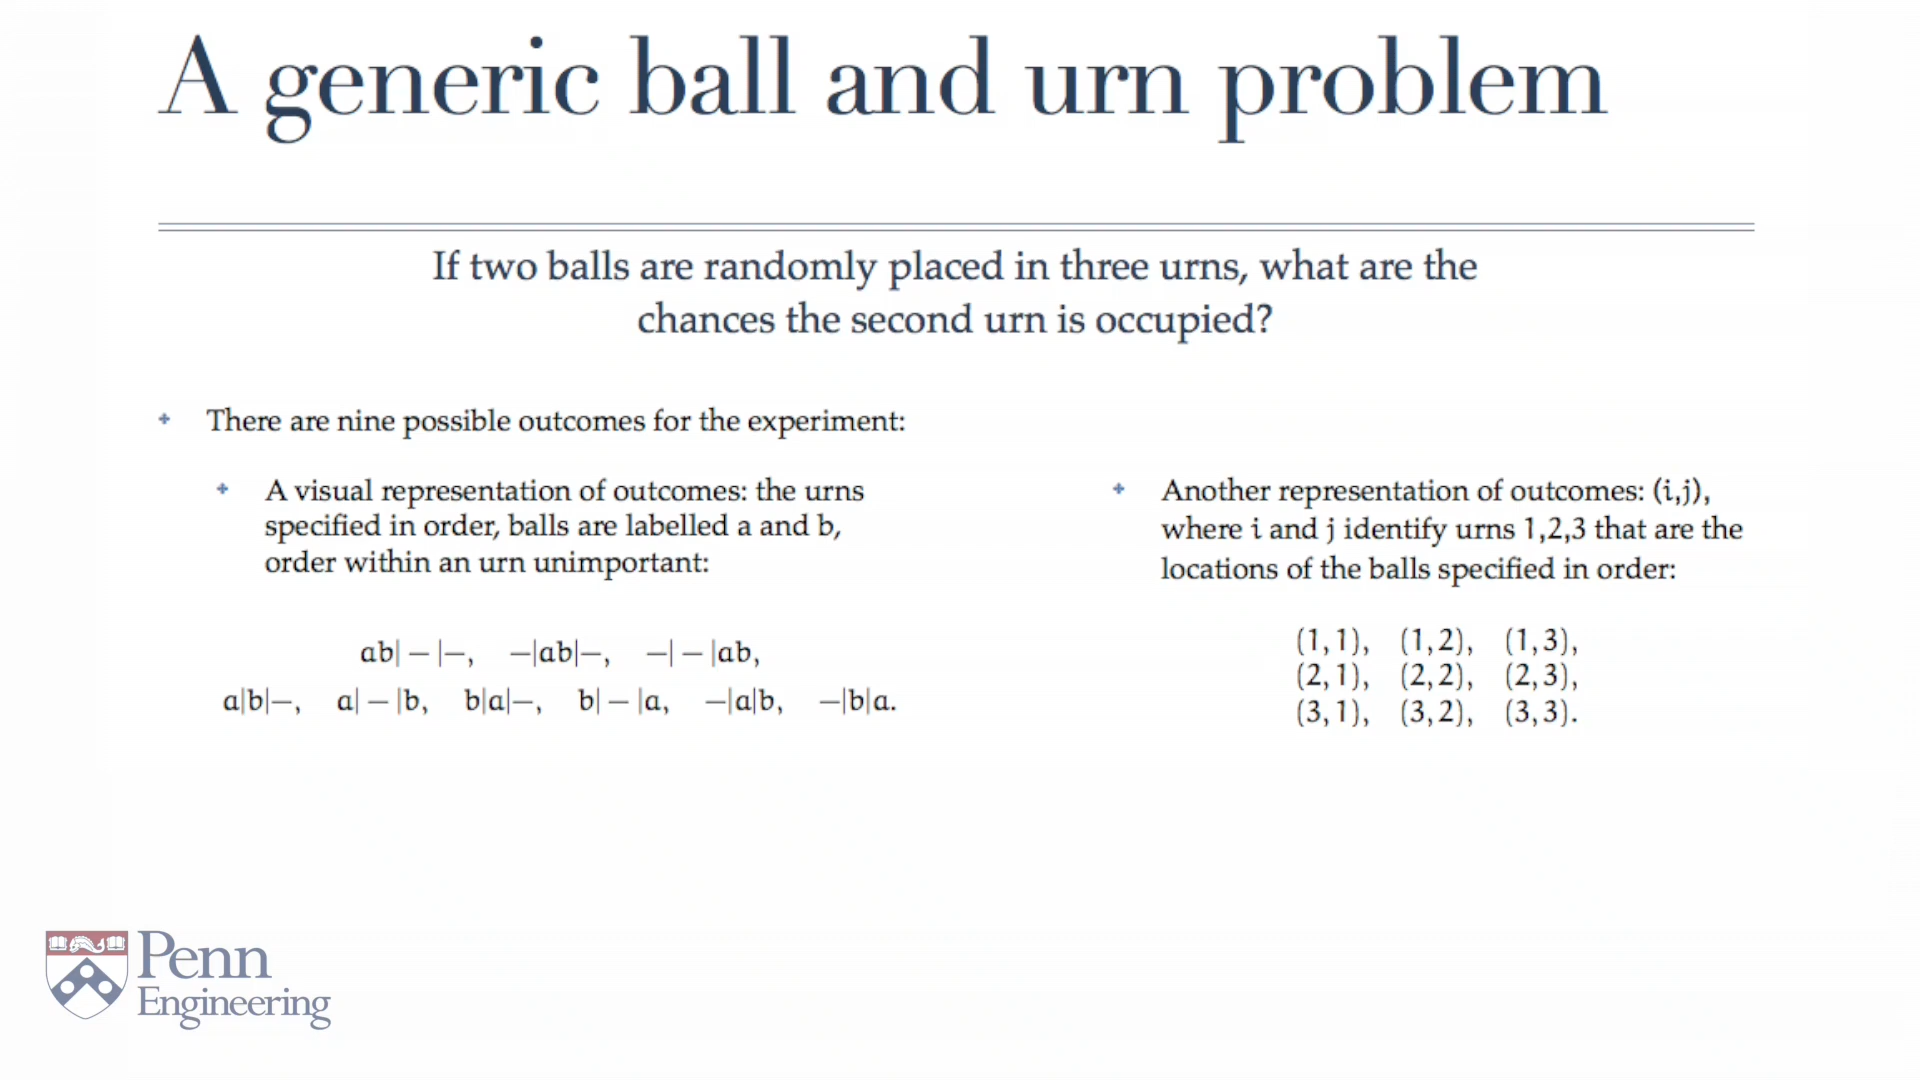 A generic ball and urn problem
If two balls are randomly placed in three urns, what are the
chances the second urn is occupied?
There are nine possible outcomes for the experiment:
A visual representation of outcomes: the urns
specified in order, balls are labelled a and b,
order within an urn unimportant:
ab| − |−, −|ab|−, −| − |ab,
a|b|−, a| − |b, b|a|−, b| − |a, −|a|b, −|b|a.
Another representation of outcomes: (i,j),
where i and j identify urns 1,2,3 that are the
locations of the balls specified in order:
(1,1), (1,2), (1,3),
(2,1), (2,2), (2,3),
(3,1), (3,2), (3,3).
Penn
Engineering